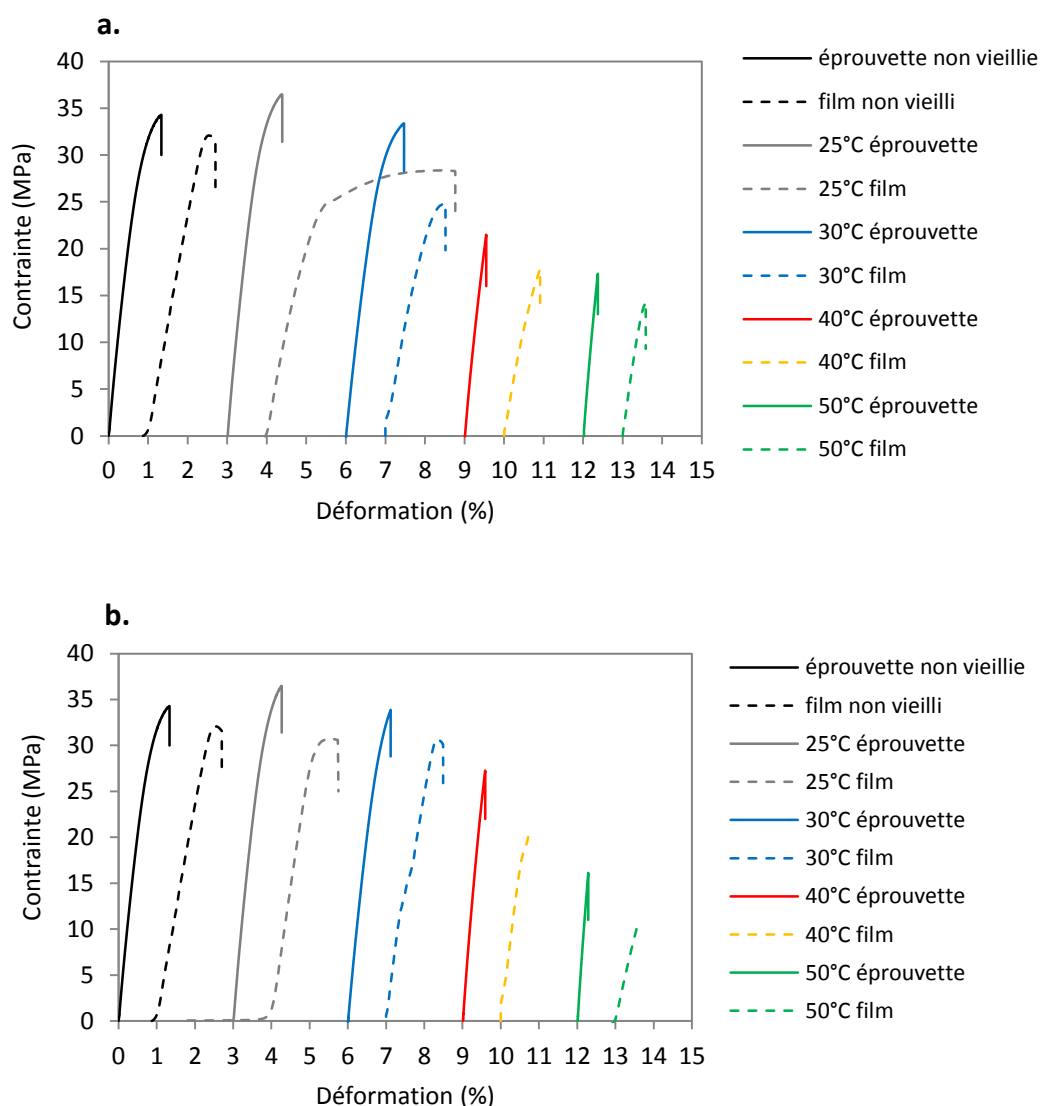 a.
40
35
30
25
20
15
10
5
0
Contrainte (MPa)
0 1 2 3 4 5 6 7 8 9 10 11 12 13 14 15
Déformation (%)
éprouvette non vieillie
film non vieilli
25°C éprouvette
25°C film
30°C éprouvette
30°C film
40°C éprouvette
40°C film
50°C éprouvette
50°C film
b.
40
35
30
25
20
15
10
5
0
Contrainte (MPa)
0 1 2 3 4 5 6 7 8 9 10 11 12 13 14 15
Déformation (%)
éprouvette non vieillie
film non vieilli
25°C éprouvette
25°C film
30°C éprouvette
30°C film
40°C éprouvette
40°C film
50°C éprouvette
50°C film